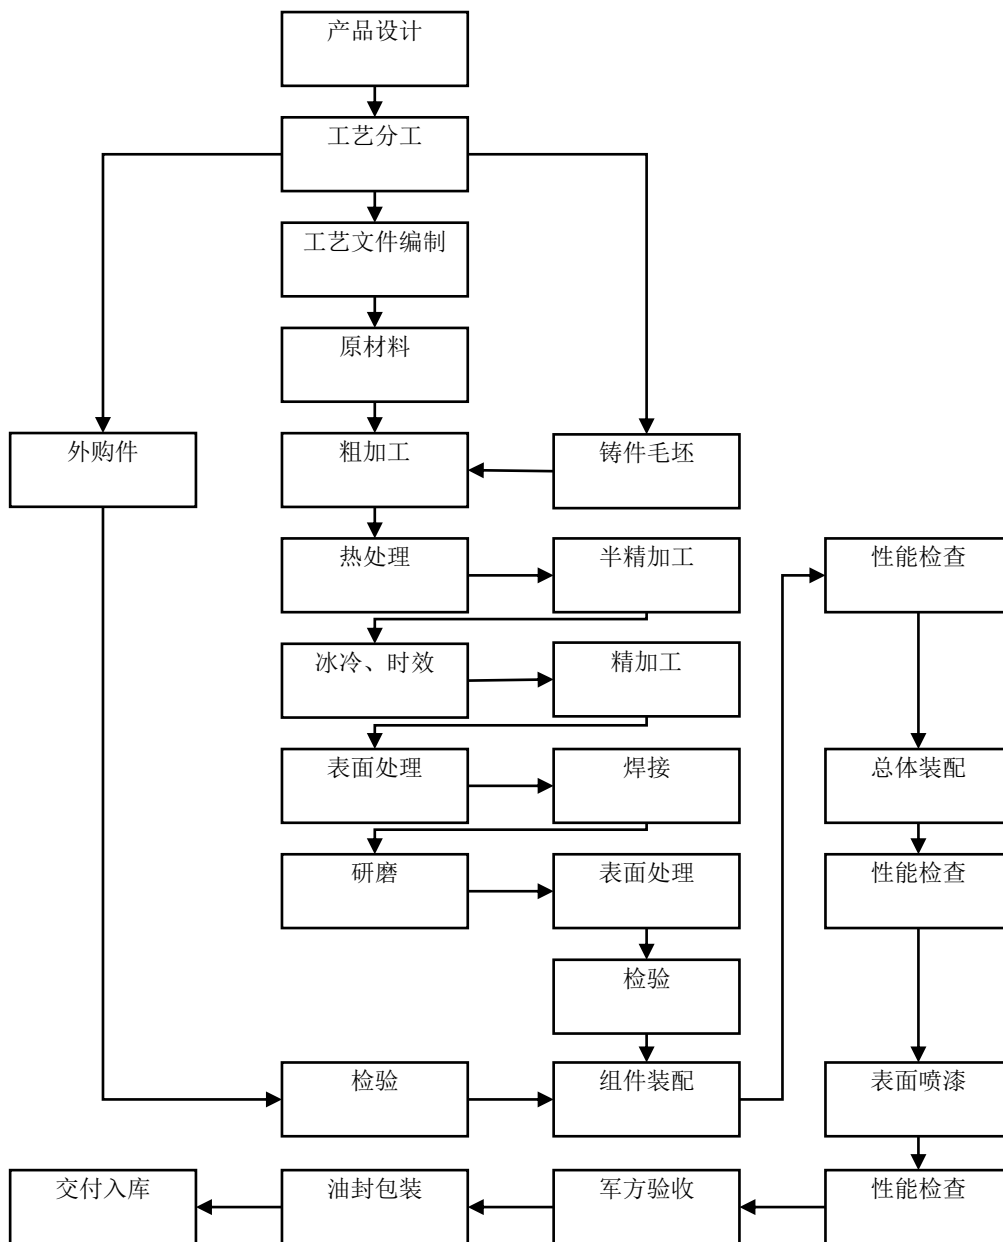 产品设计
工艺分工
工艺文件编制
原材料
外购件
粗加工
铸件毛坯
热处理
半精加工
性能检查
冰冷、时效
精加工
表面处理
焊接
总体装配
研磨
表面处理
性能检查
检验
检验
组件装配
表面喷漆
交付入库
油封包装
军方验收
性能检查